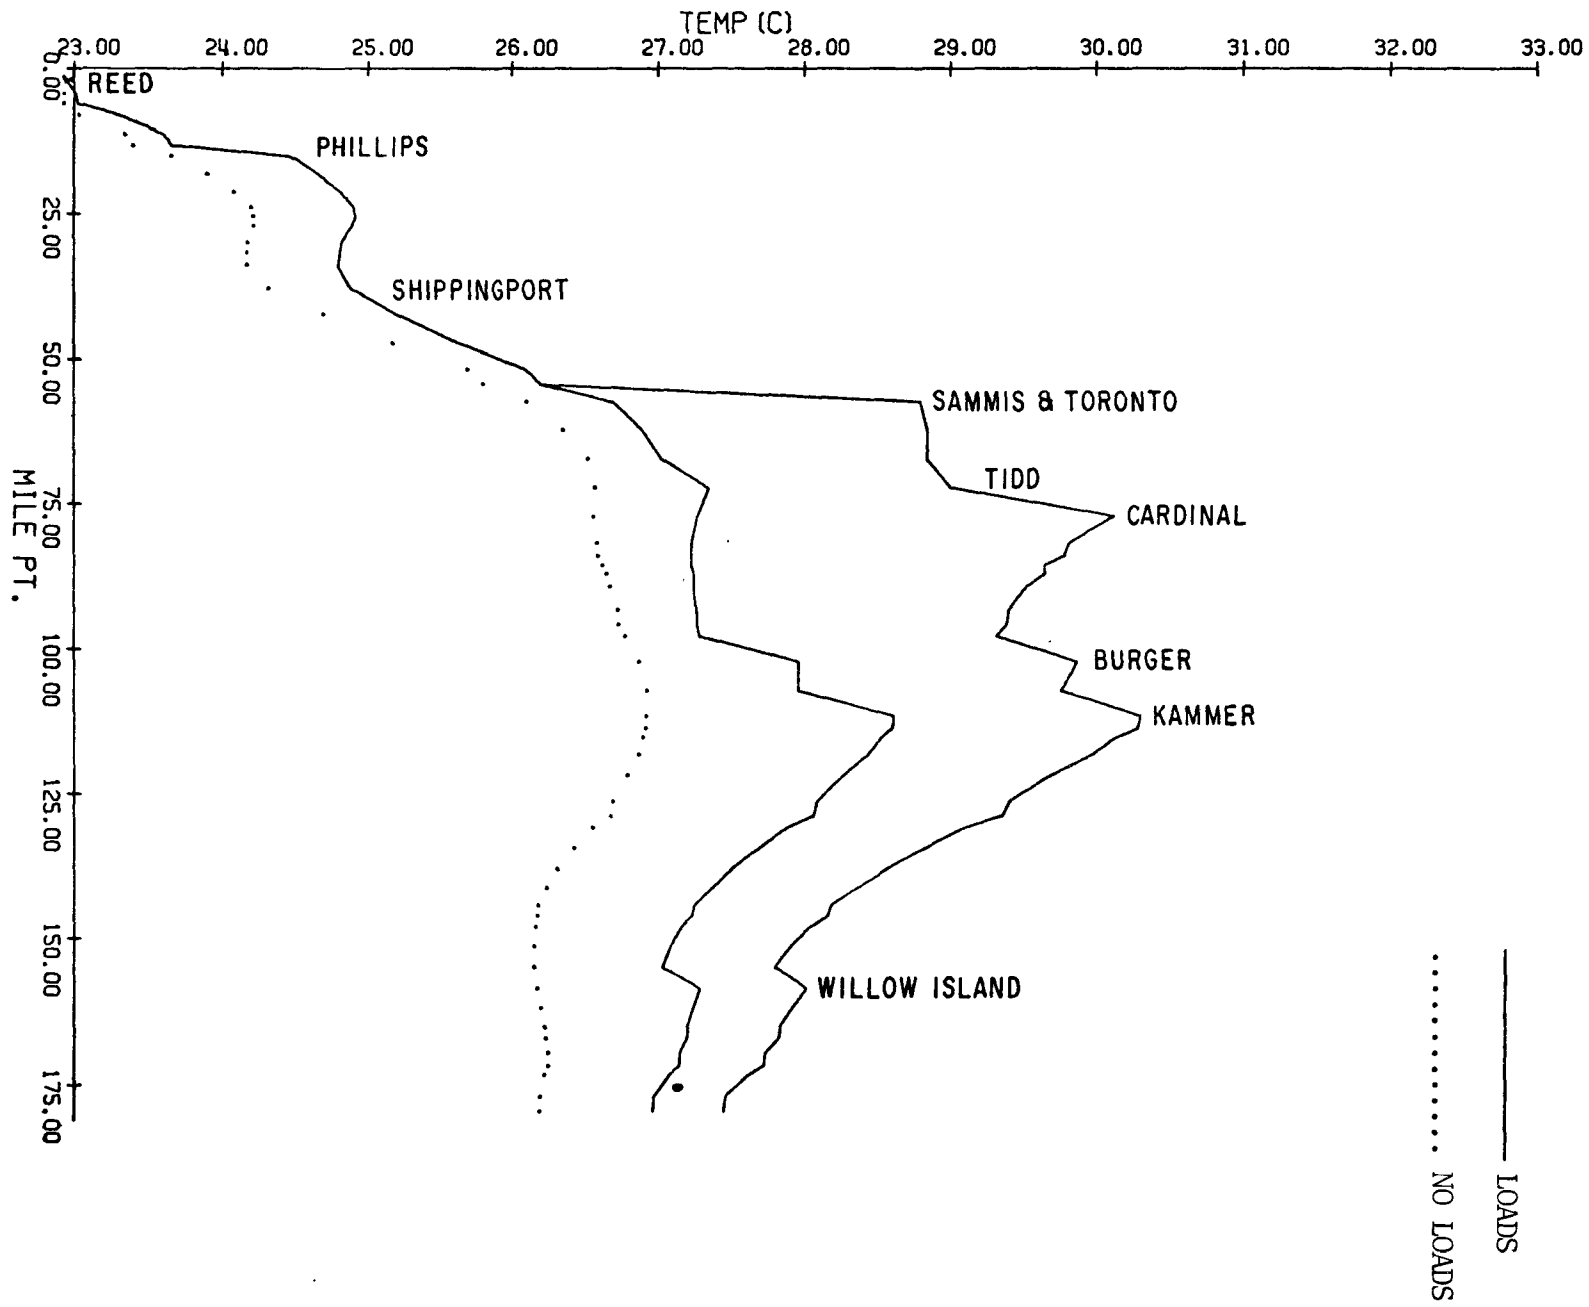 TEMP (C)
23.00 24.00 25.00 26.00 27.00 28.00 29.00 30.00 31.00 32.00 33.00
0.00
REED
PHILLIPS
25.00
SHIPPINGPORT
50.00
SAMMIS & TORONTO
TIDD
75.00
CARDINAL
MILE PT.
100.00
BURGER
KAMMER
125.00
150.00
WILLOW ISLAND
175.00
LOADS
NO LOADS